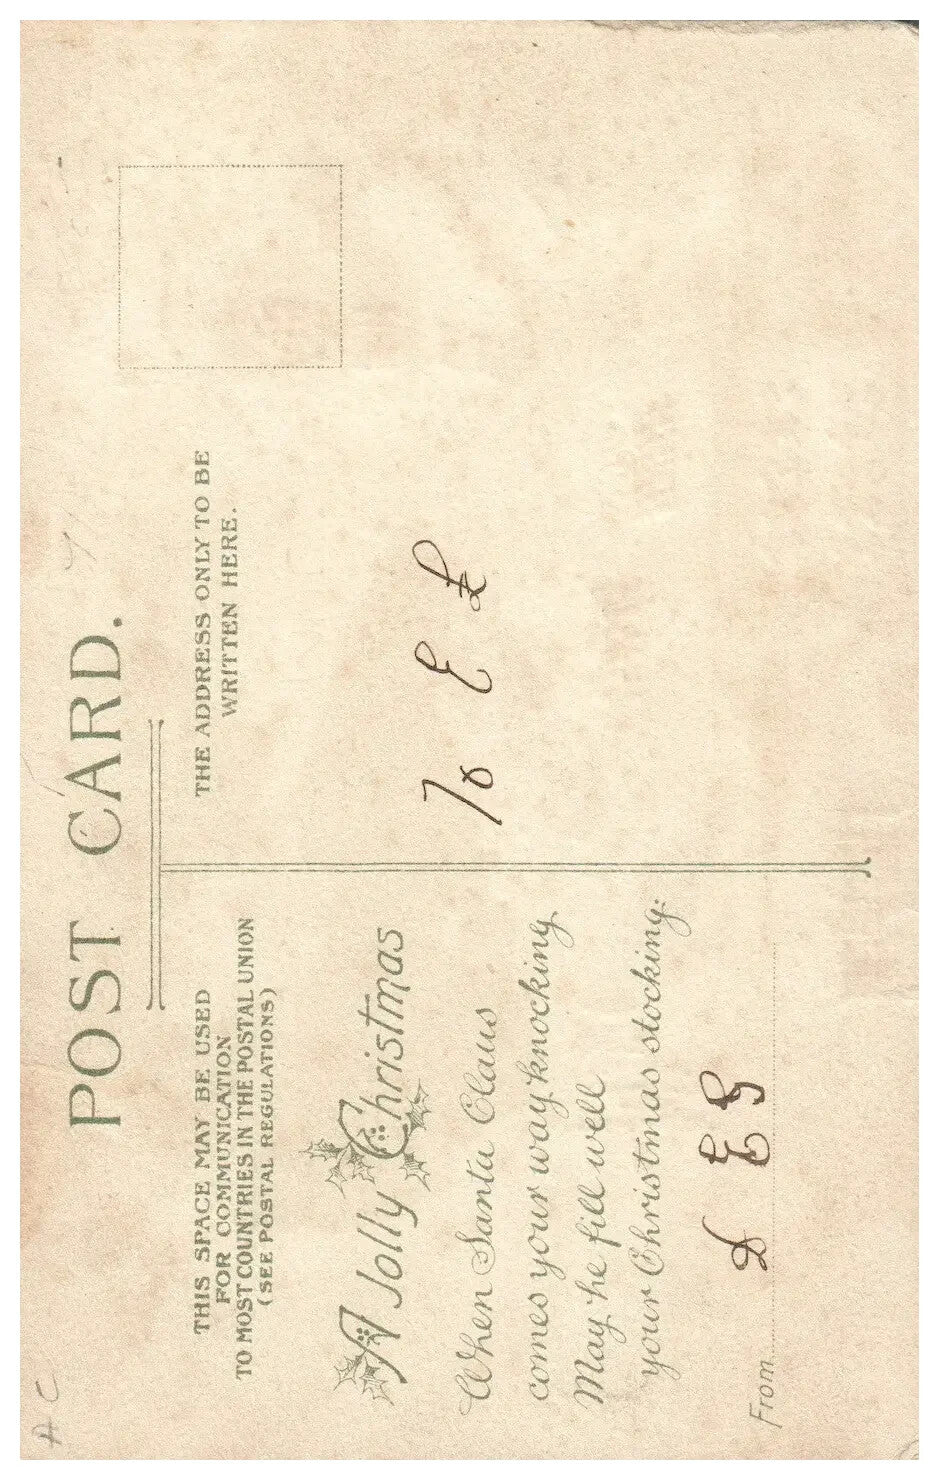 POST CARD.
THIS SPACE MAY BE USED
FOR COMMUNICATION
TO MOST COUNTRIES IN THE POSTAL UNION
(SEE POSTAL REGULATIONS)
A Jolly Christmas
When Santa Claus
comes your way knocking
May he fill well
your Christmas stocking.
From
THE ADDRESS ONLY TO BE
WRITTEN HERE.
To E L
A C